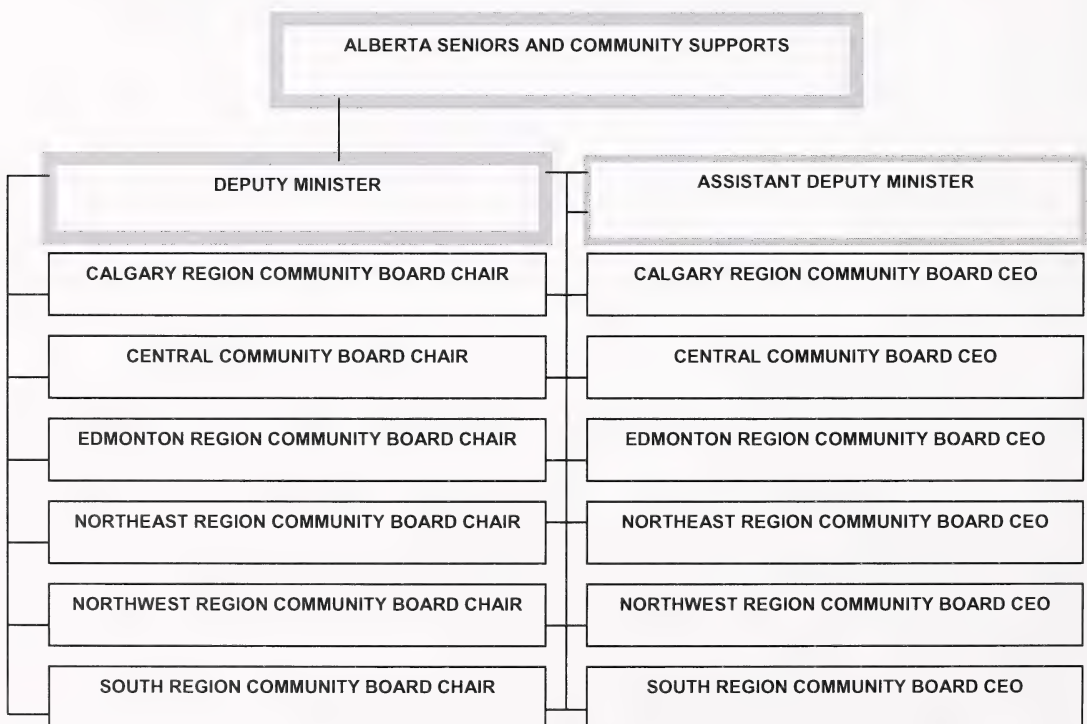 ALBERTA SENIORS AND COMMUNITY SUPPORTS
DEPUTY MINISTER
ASSISTANT DEPUTY MINISTER
CALGARY REGION COMMUNITY BOARD CHAIR
CALGARY REGION COMMUNITY BOARD CEO
CENTRAL COMMUNITY BOARD CHAIR
CENTRAL COMMUNITY BOARD CEO
EDMONTON REGION COMMUNITY BOARD CHAIR
EDMONTON REGION COMMUNITY BOARD CEO
NORTHEAST REGION COMMUNITY BOARD CHAIR
NORTHEAST REGION COMMUNITY BOARD CEO
NORTHWEST REGION COMMUNITY BOARD CHAIR
NORTHWEST REGION COMMUNITY BOARD CEO
SOUTH REGION COMMUNITY BOARD CHAIR
SOUTH REGION COMMUNITY BOARD CEO